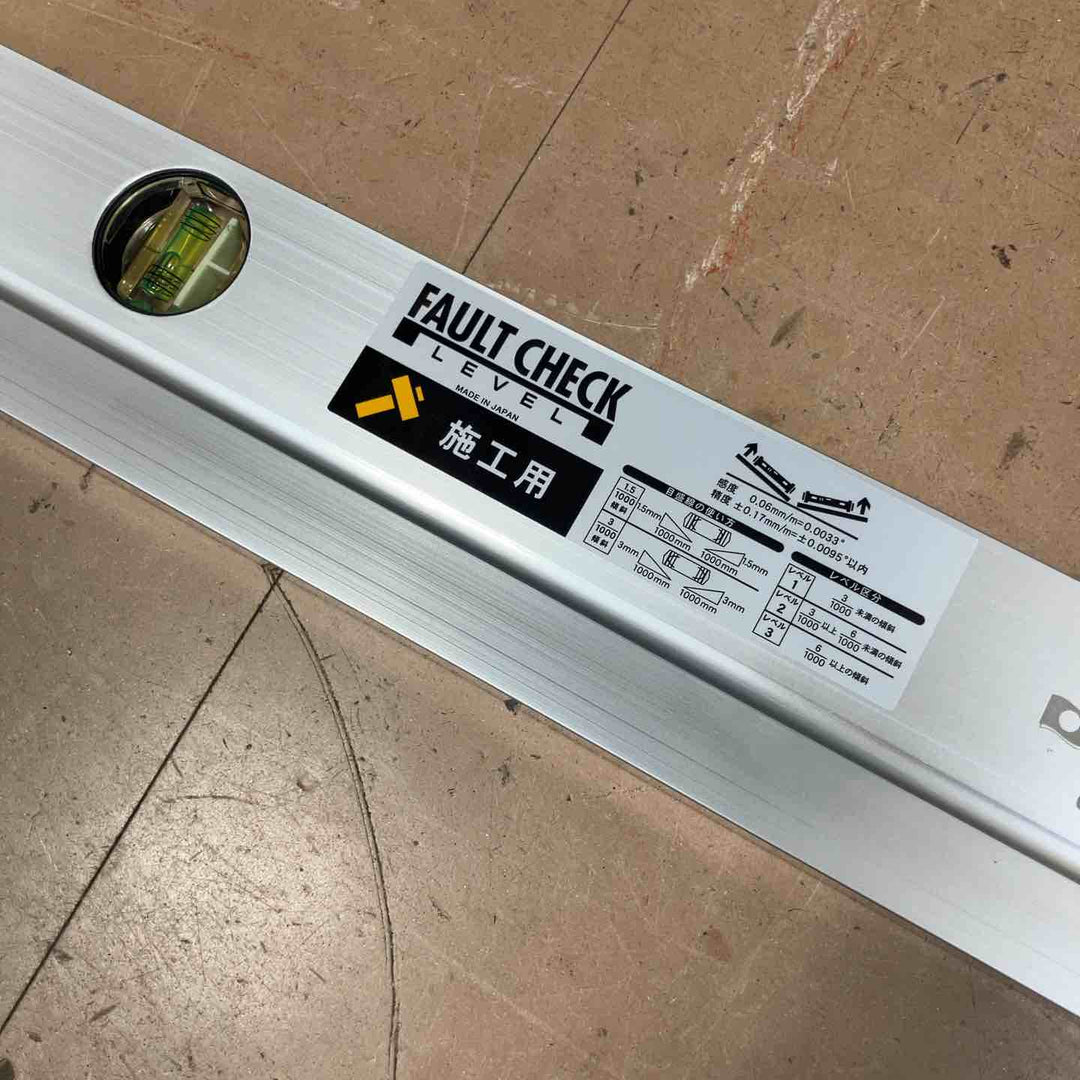 FAULT CHECK
LEVEL
MADE IN JAPAN
施工用
感度 0.06mm/m=0.0033°
精度 ±0.17mm/m=±0.0095°以内
目盛線の使い方
1.5/1000 傾斜 1.5mm 1000mm 1000mm 1.5mm
3/1000 傾斜 3mm 1000mm 1000mm 3mm
レベル区分
レベル1 3/1000 未満の傾斜
レベル2 3/1000 以上 6/1000 未満の傾斜
レベル3 6/1000 以上の傾斜